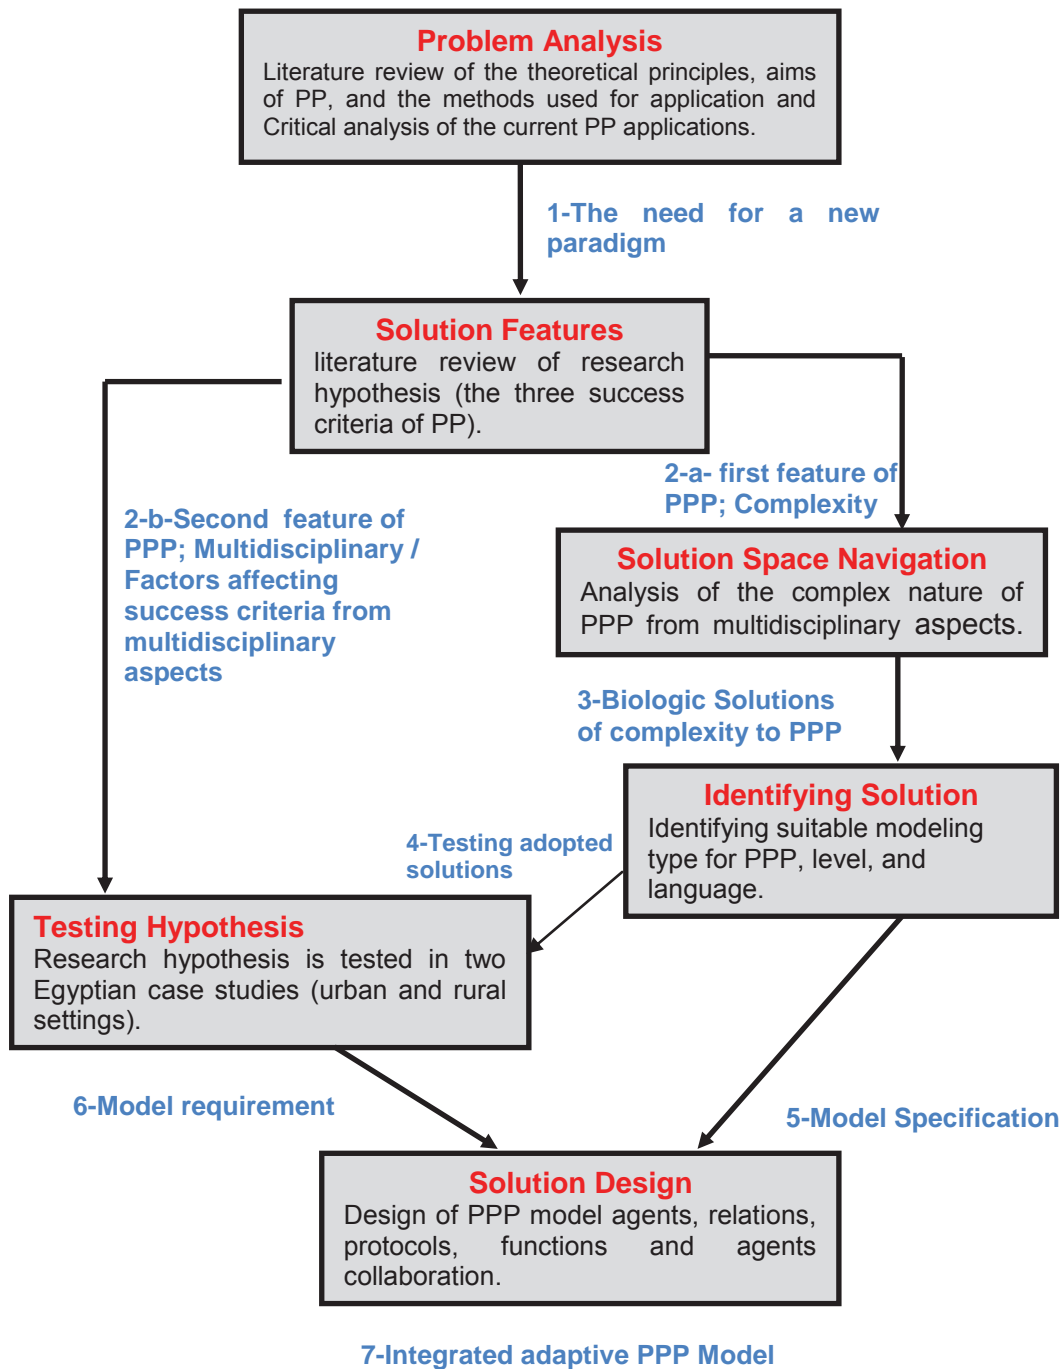 Problem Analysis
Literature review of the theoretical principles, aims
of PP, and the methods used for application and
Critical analysis of the current PP applications.
1-The need for a new
paradigm
Solution Features
literature review of research
hypothesis (the three success
criteria of PP).
2-a- first feature of
PPP; Complexity
2-b-Second feature of
PPP; Multidisciplinary /
Factors affecting
success criteria from
multidisciplinary
aspects
Solution Space Navigation
Analysis of the complex nature of
PPP from multidisciplinary aspects.
3-Biologic Solutions
of complexity to PPP
Identifying Solution
Identifying suitable modeling
type for PPP, level, and
language.
4-Testing adopted
solutions
Testing Hypothesis
Research hypothesis is tested in two
Egyptian case studies (urban and rural
settings).
6-Model requirement
5-Model Specification
Solution Design
Design of PPP model agents, relations,
protocols, functions and agents
collaboration.
7-Integrated adaptive PPP Model